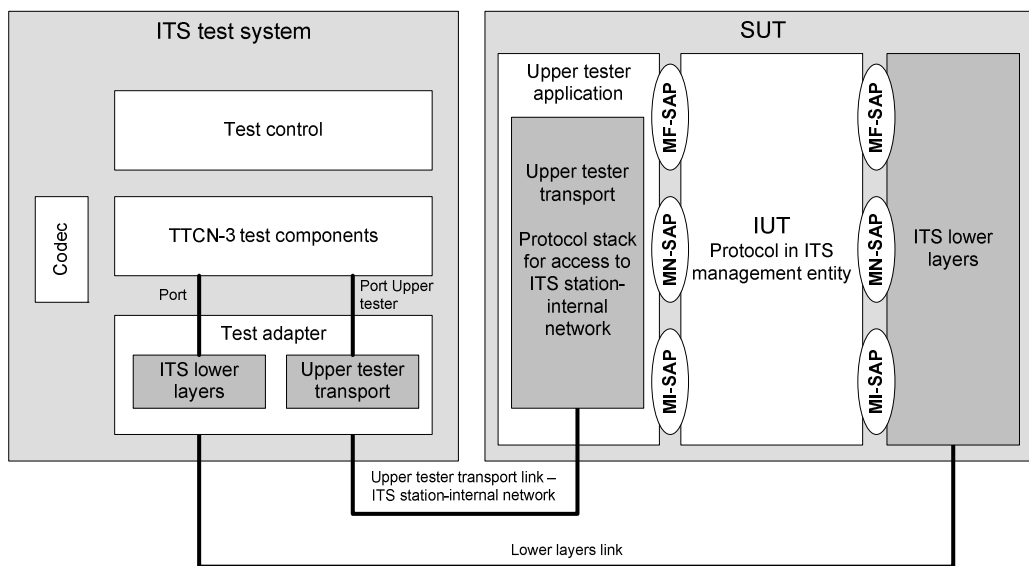 ITS test system
Test control
Codec
TTCN-3 test components
Port
Port Upper
tester
Test adapter
ITS lower
layers
Upper tester
transport
SUT
Upper tester
application
Upper tester
transport
Protocol stack
for access to
ITS station-
internal
network
MF-SAP
MN-SAP
MI-SAP
IUT
Protocol in ITS
management entity
MF-SAP
MN-SAP
MI-SAP
ITS lower
layers
Upper tester transport link –
ITS station-internal network
Lower layers link